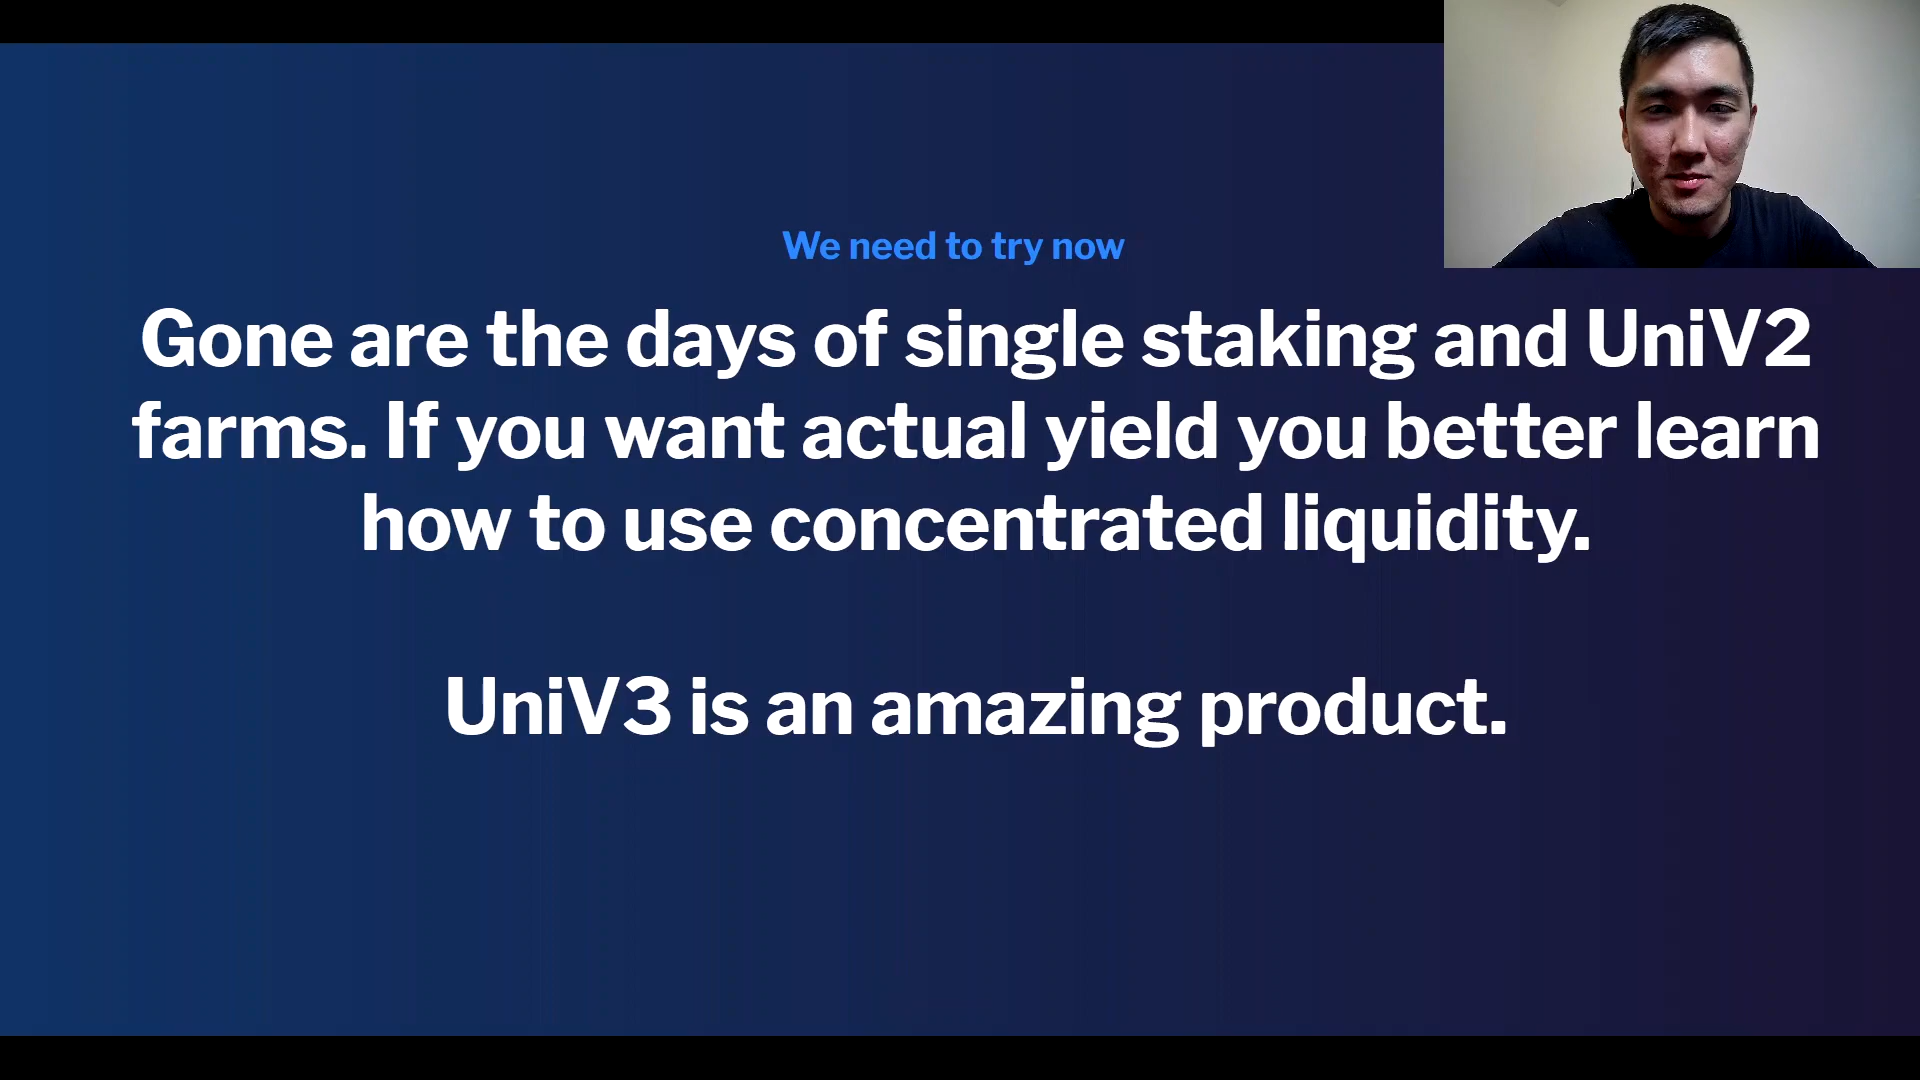 We need to try now
Gone are the days of single staking and UniV2
farms. If you want actual yield you better learn
how to use concentrated liquidity.
UniV3 is an amazing product.